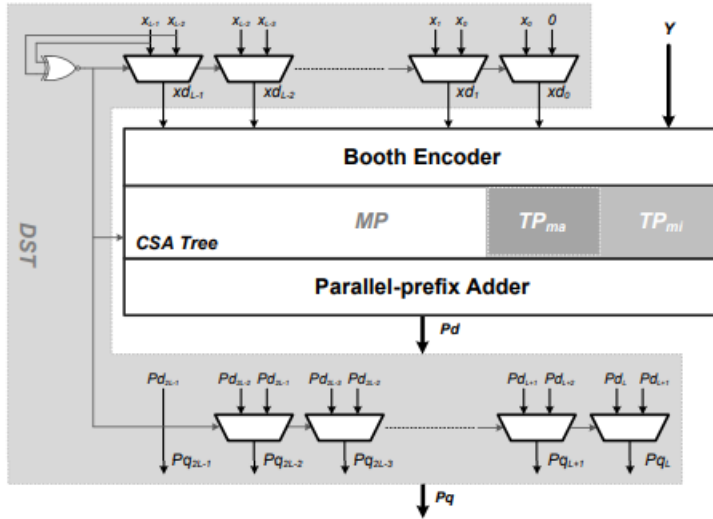 x_{L-1} x_{L-2} x_{L-2} x_{L-3} x_1 x_0 x_0 0 Y
xd_{L-1} xd_{L-2} xd_1 xd_0
Booth Encoder
DST
MP TP_{ma} TP_{mi}
CSA Tree
Parallel-prefix Adder
Pd
Pd_{2L-1} Pd_{2L-2} Pd_{2L-1} Pd_{2L-3} Pd_{2L-2} Pd_{L+1} Pd_{L+2} Pd_L Pd_{L+1}
Pq_{2L-1} Pq_{2L-2} Pq_{2L-3} Pq_{L+1} Pq_L
Pq